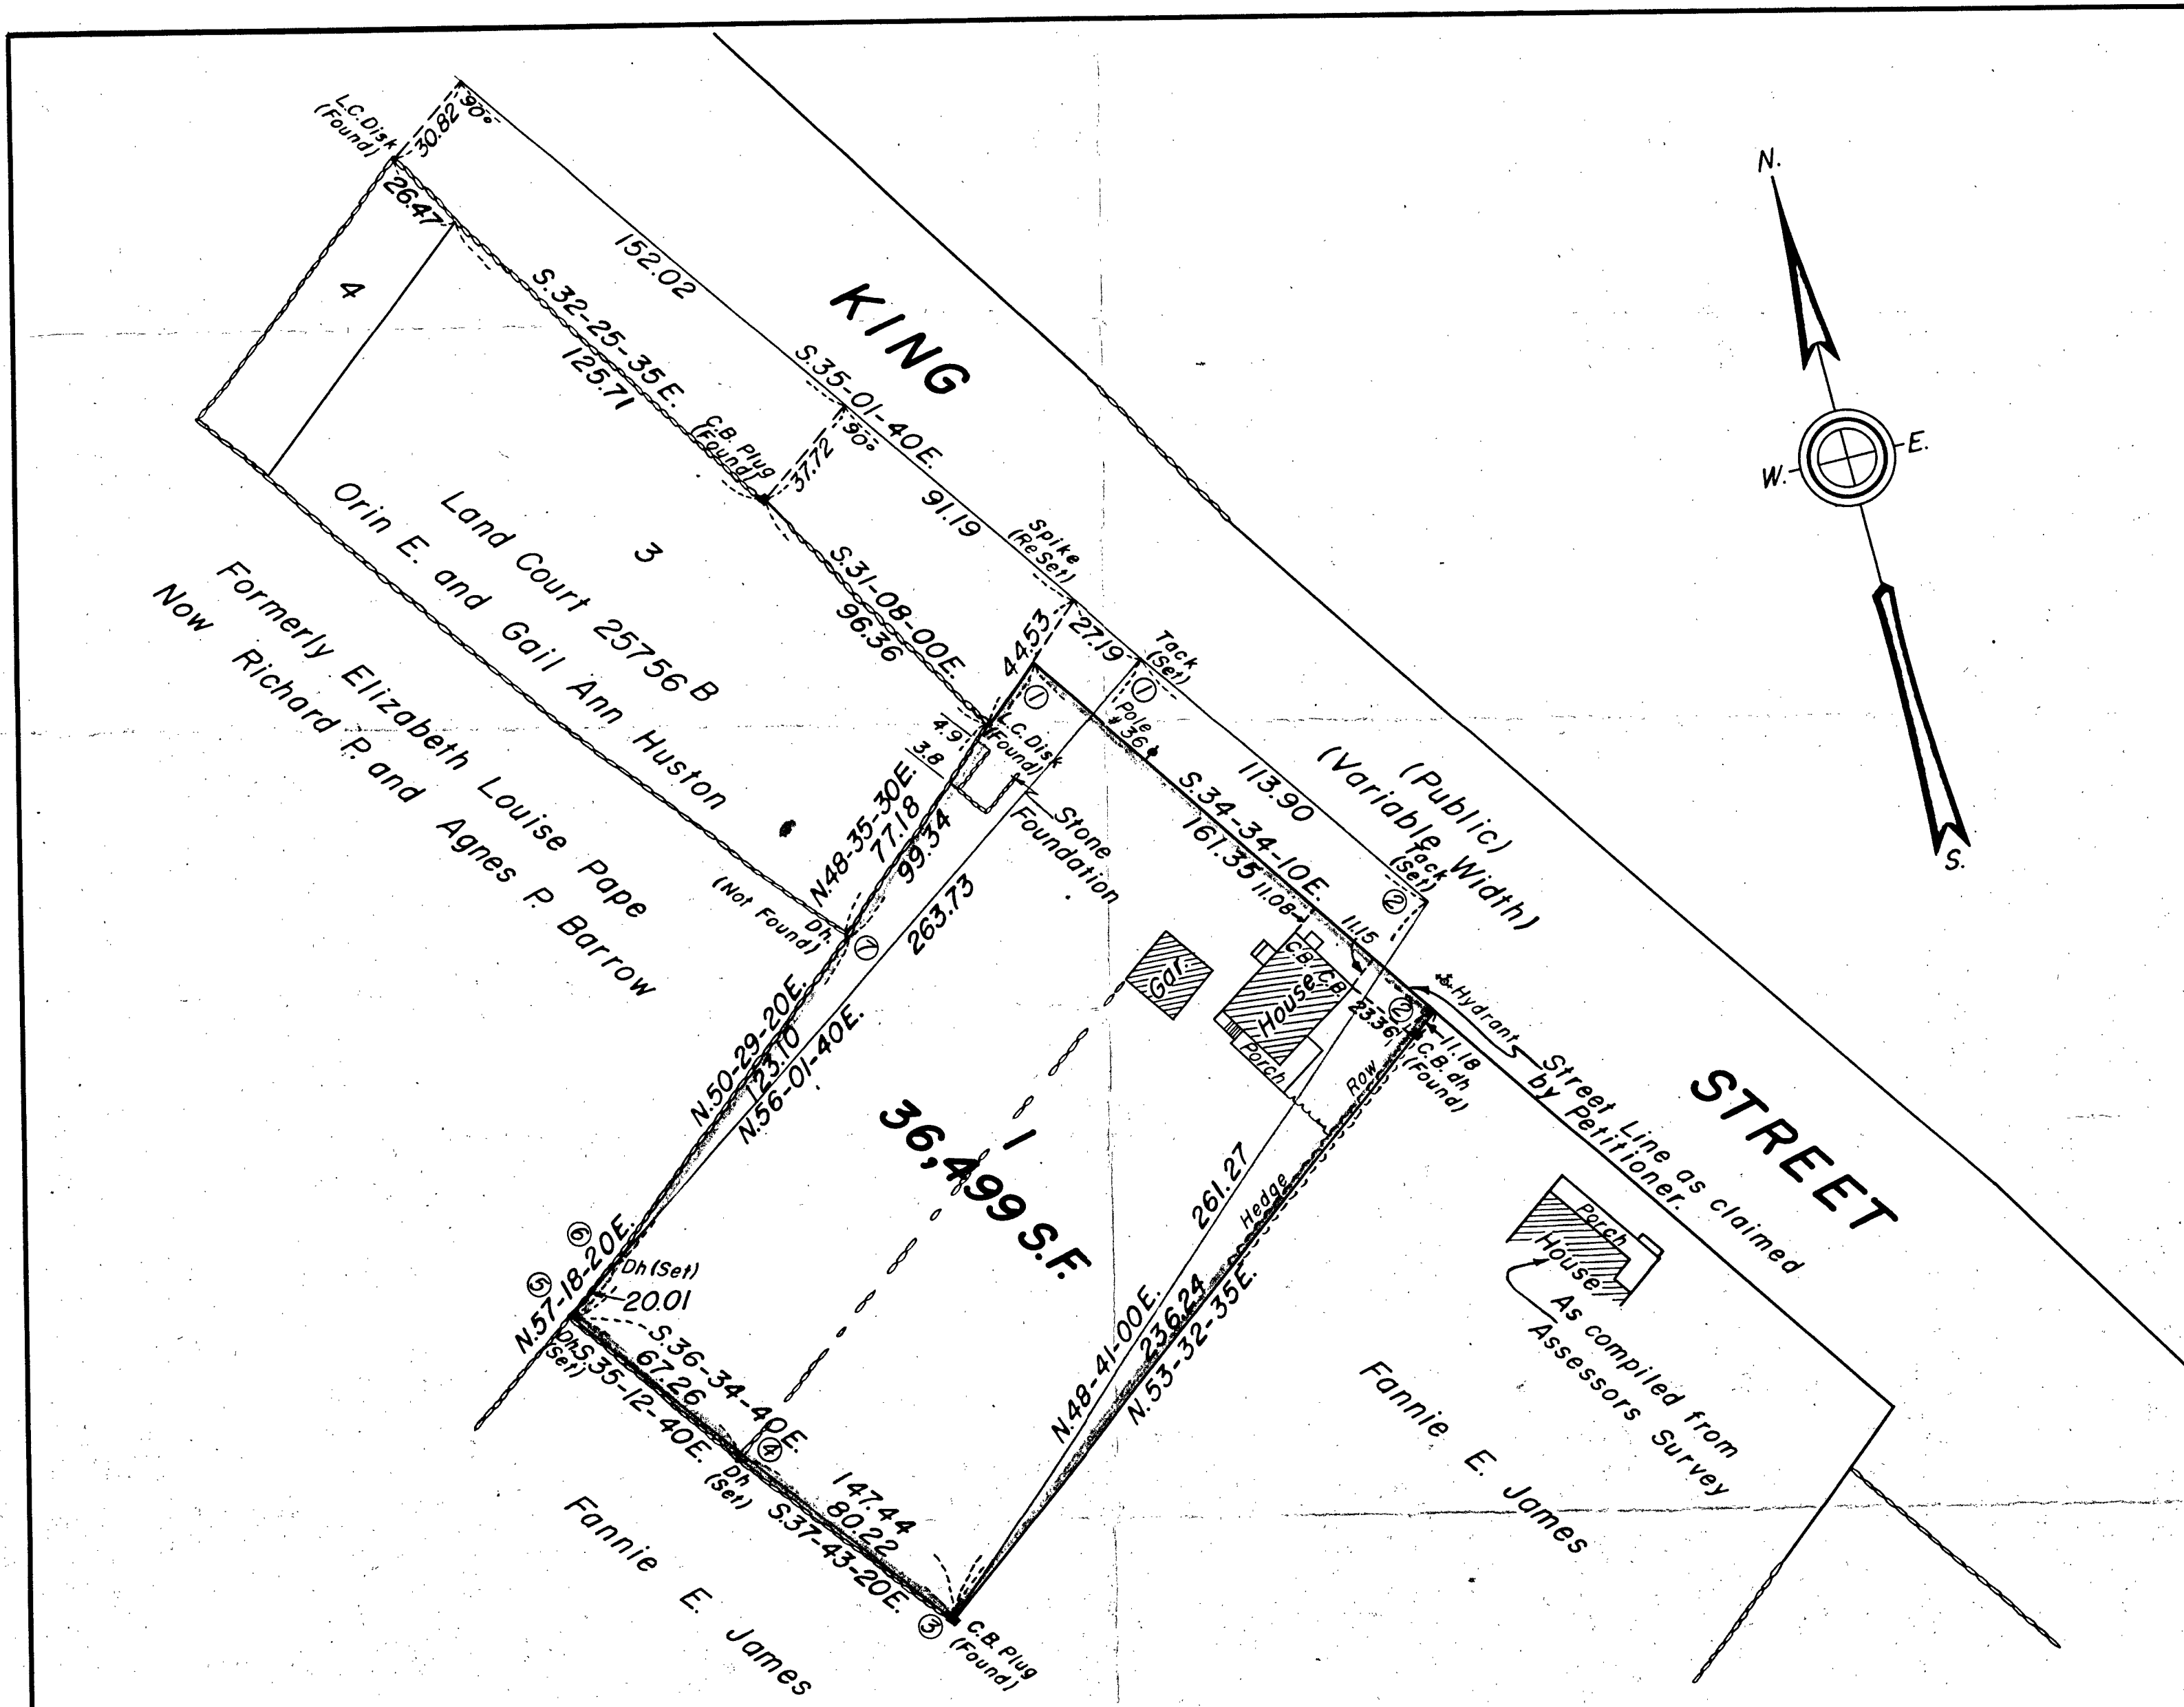 L.C. Disk
(Found)
30.82
90°
26.47
4
152.02
S.32-25-35E.
125.71
KING
S.35-01-40E.
C.B. Plug
(Found)
37.72
90°
91.19
Spike
(ReSet)
3
Land Court 25756 B
Orin E. and Gail Ann Huston
Formerly Elizabeth Louise Pape
Now Richard P. and Agnes P. Barrow
S.31-08-00E.
96.36
44.53
27.19
Tack
(Set)
1
1
Pole
36
L.C. Disk
(Found)
4.9
3.8
Stone
Foundation
N.48-35-30E.
77.18
99.34
263.73
(Not Found)
Dh.
7
113.90
(Public)
(Variable Width)
S.34-34-10E.
161.35
Tack
(Set)
2
11.08
11.15
C.B.
C.B.
23.36
2
Hydrant
11.18
C.B. dh
(Found)
Gar.
House
Porch
Row
Hedge
Street Line as claimed
by Petitioner.
STREET
Porch
House
As compiled from
Assessors Survey
N.50-29-20E.
123.10
N.56-01-40E.
1
36,499 S.F.
261.27
N.48-41-00E.
236.24
N.53-32-35E.
6
5
N.57-18-20E.
Dh (Set)
20.01
Dh
(Set)
S.36-34-40E.
67.26
S.35-12-40E.
4
Dh
(Set)
147.44
80.22
S.37-43-20E.
3
C.B. Plug
(Found)
Fannie E. James
Fannie E. James
N.
E.
W.
S.